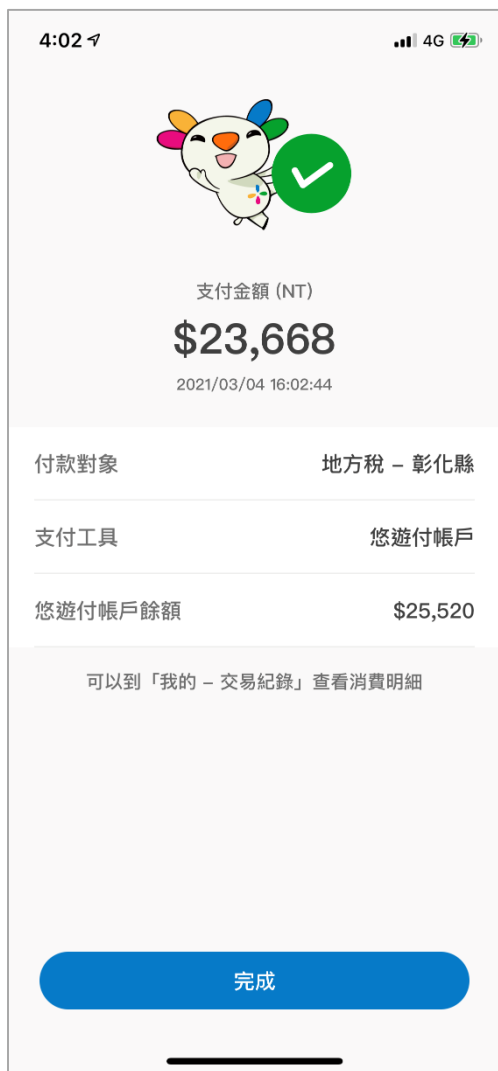 4:02
4G
支付金額 (NT)
$23,668
2021/03/04 16:02:44
付款對象 地方稅 – 彰化縣
支付工具 悠遊付帳戶
悠遊付帳戶餘額 $25,520
可以到「我的 – 交易紀錄」查看消費明細
完成